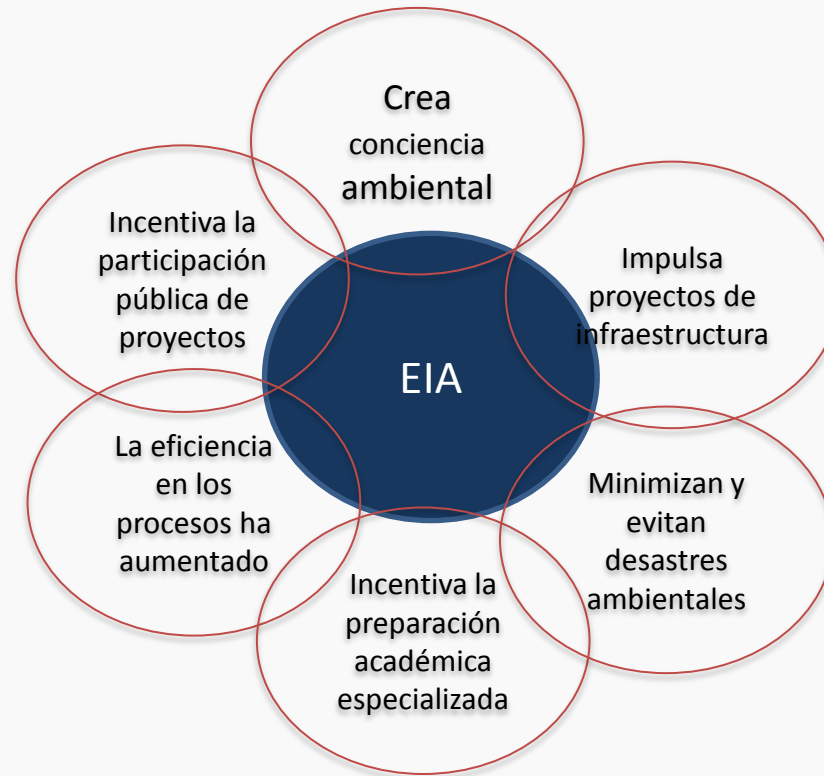 Crea
conciencia
ambiental
Incentiva la
participación
pública de
proyectos
Impulsa
proyectos de
infraestructura
EIA
La eficiencia
en los
procesos ha
aumentado
Minimizan y
evitan
desastres
ambientales
Incentiva la
preparación
académica
especializada